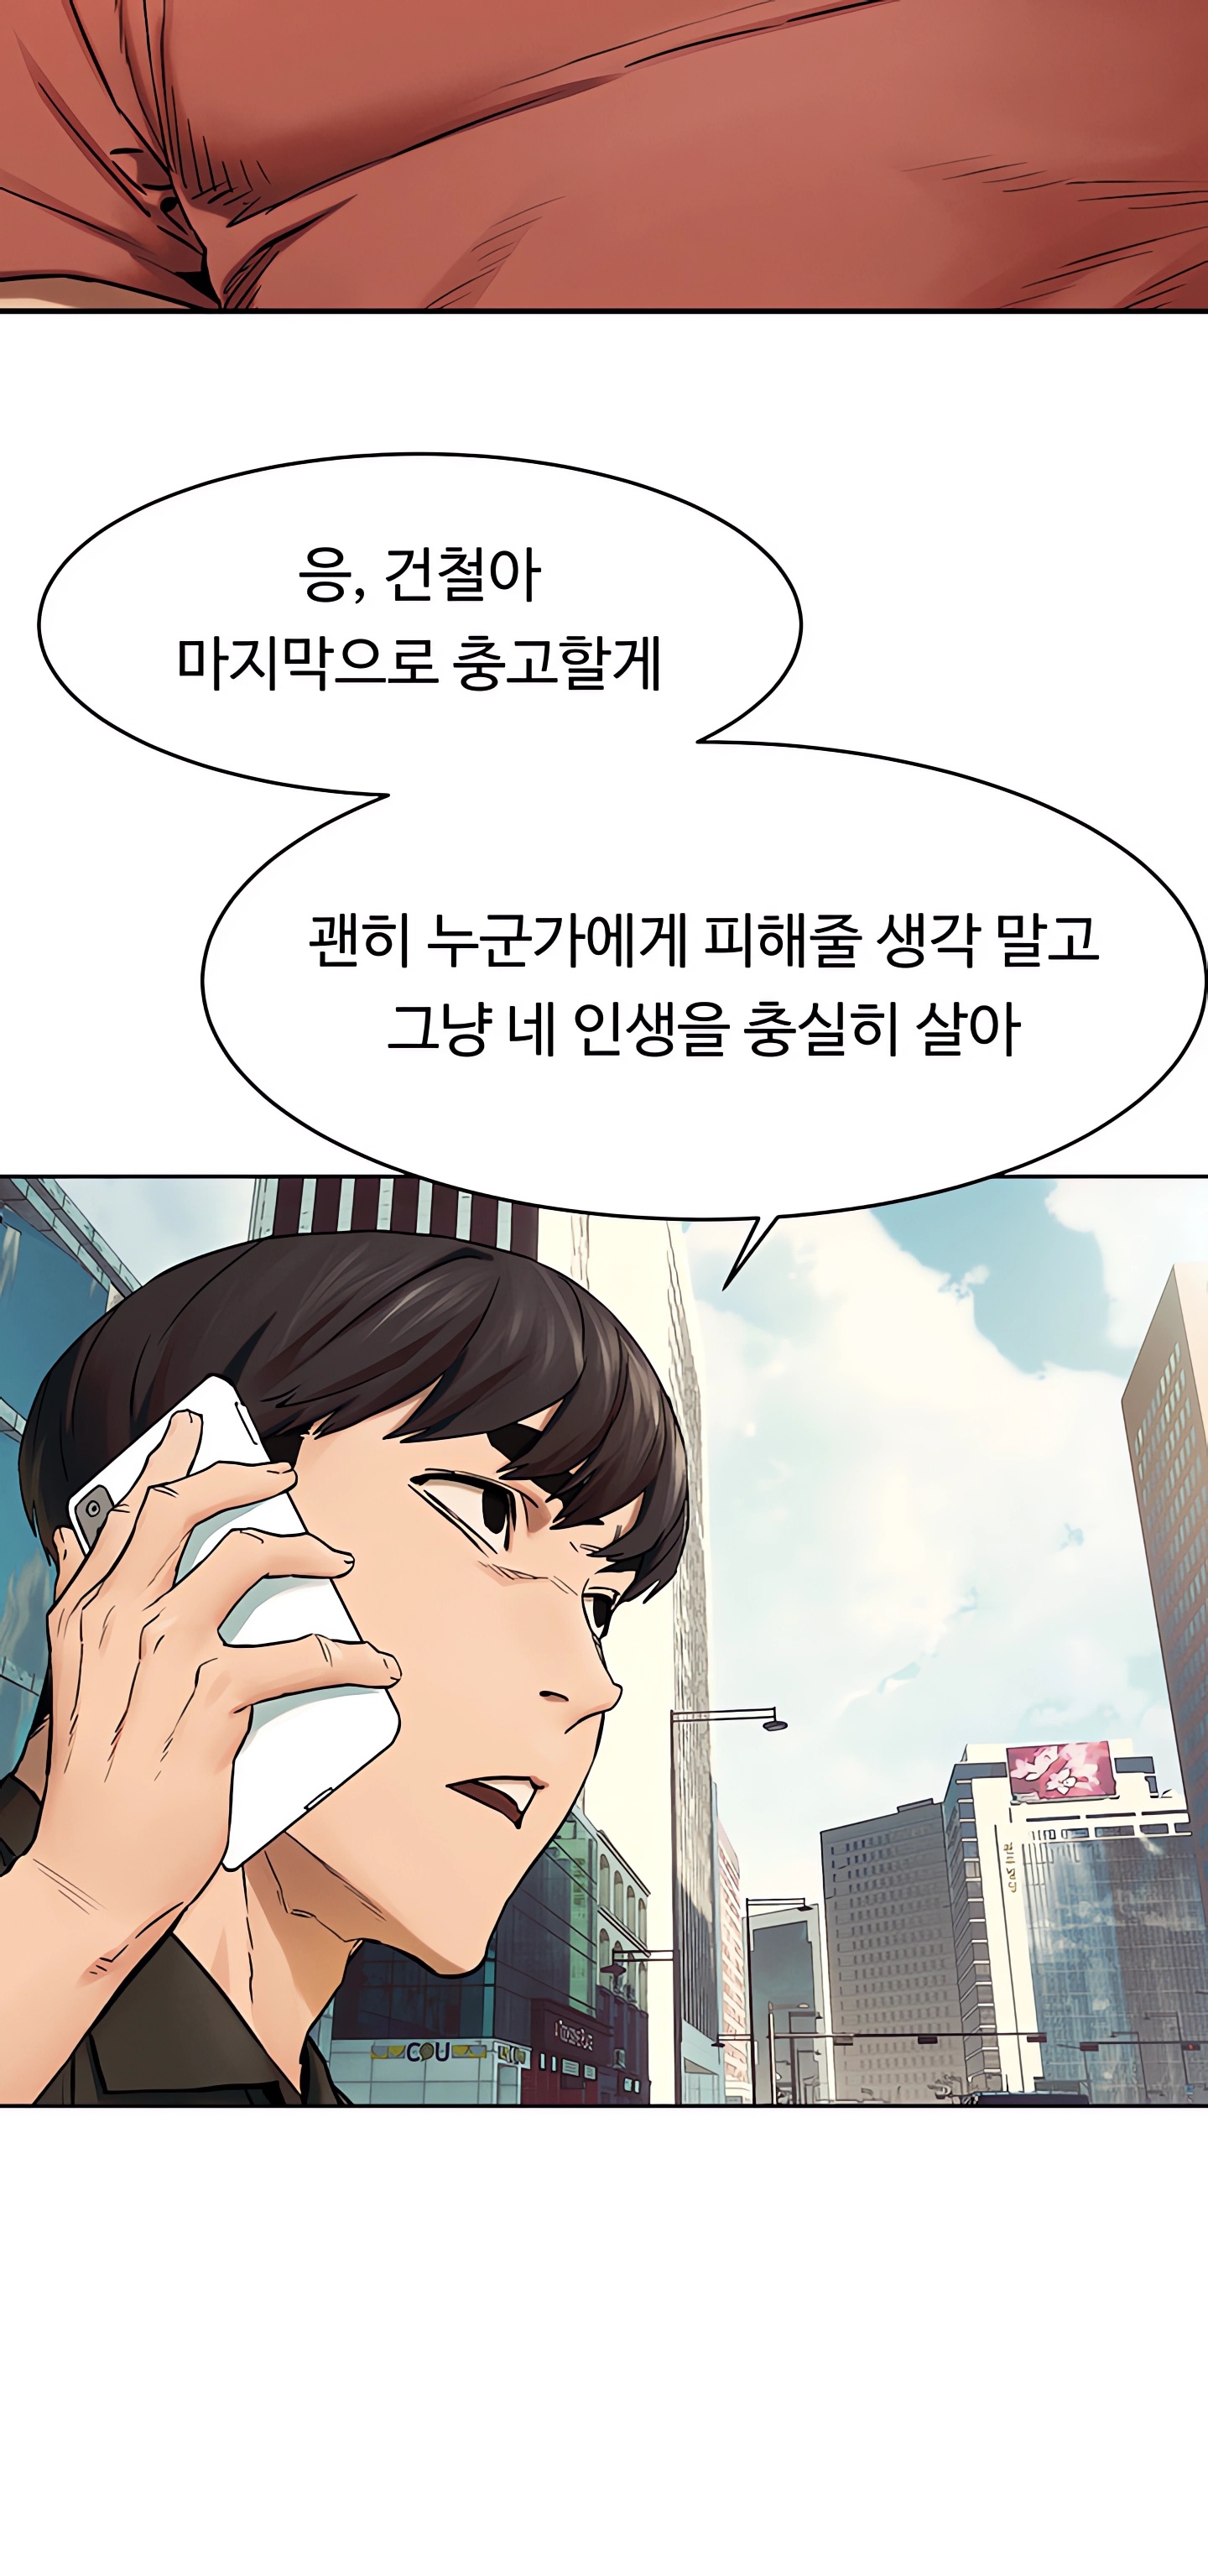 응, 건철아
마지막으로 충고할게
괜히 누군가에게 피해줄 생각 말고
그냥 네 인생을 충실히 살아
COU